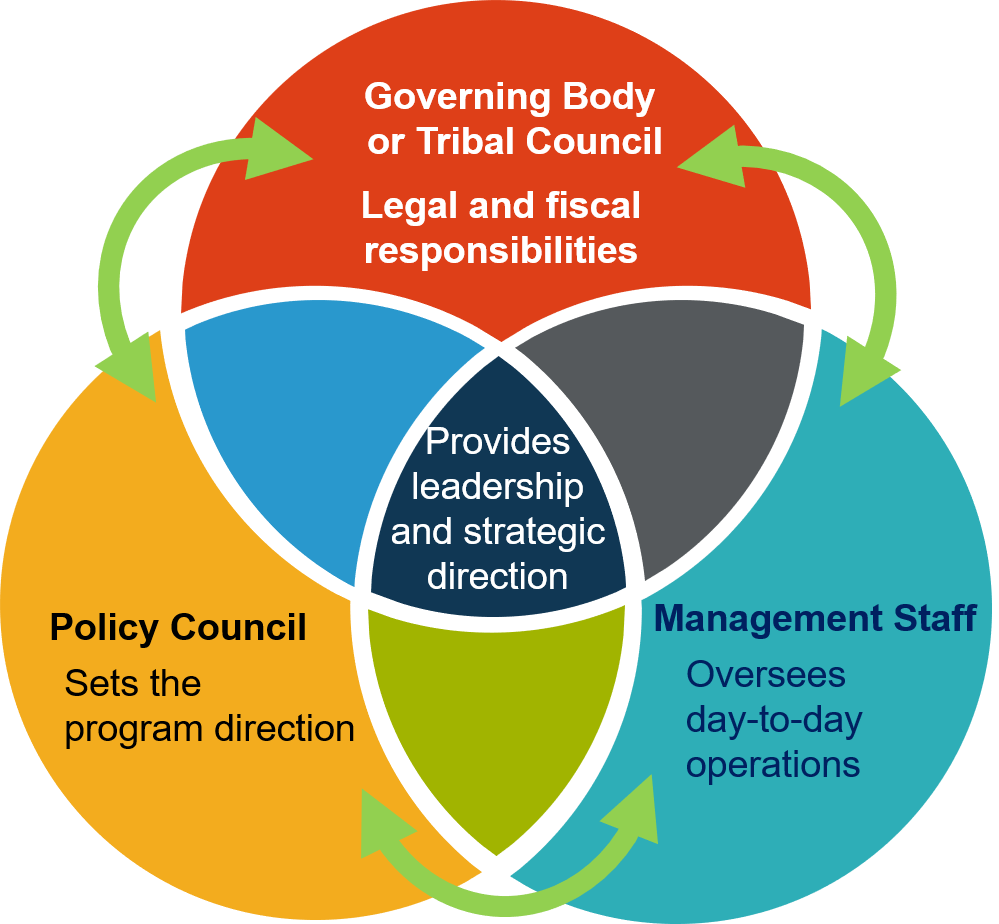 Governing Body
or Tribal Council
Legal and fiscal
responsibilities
Provides
leadership
and strategic
direction
Policy Council
Sets the
program direction
Management Staff
Oversees
day-to-day
operations